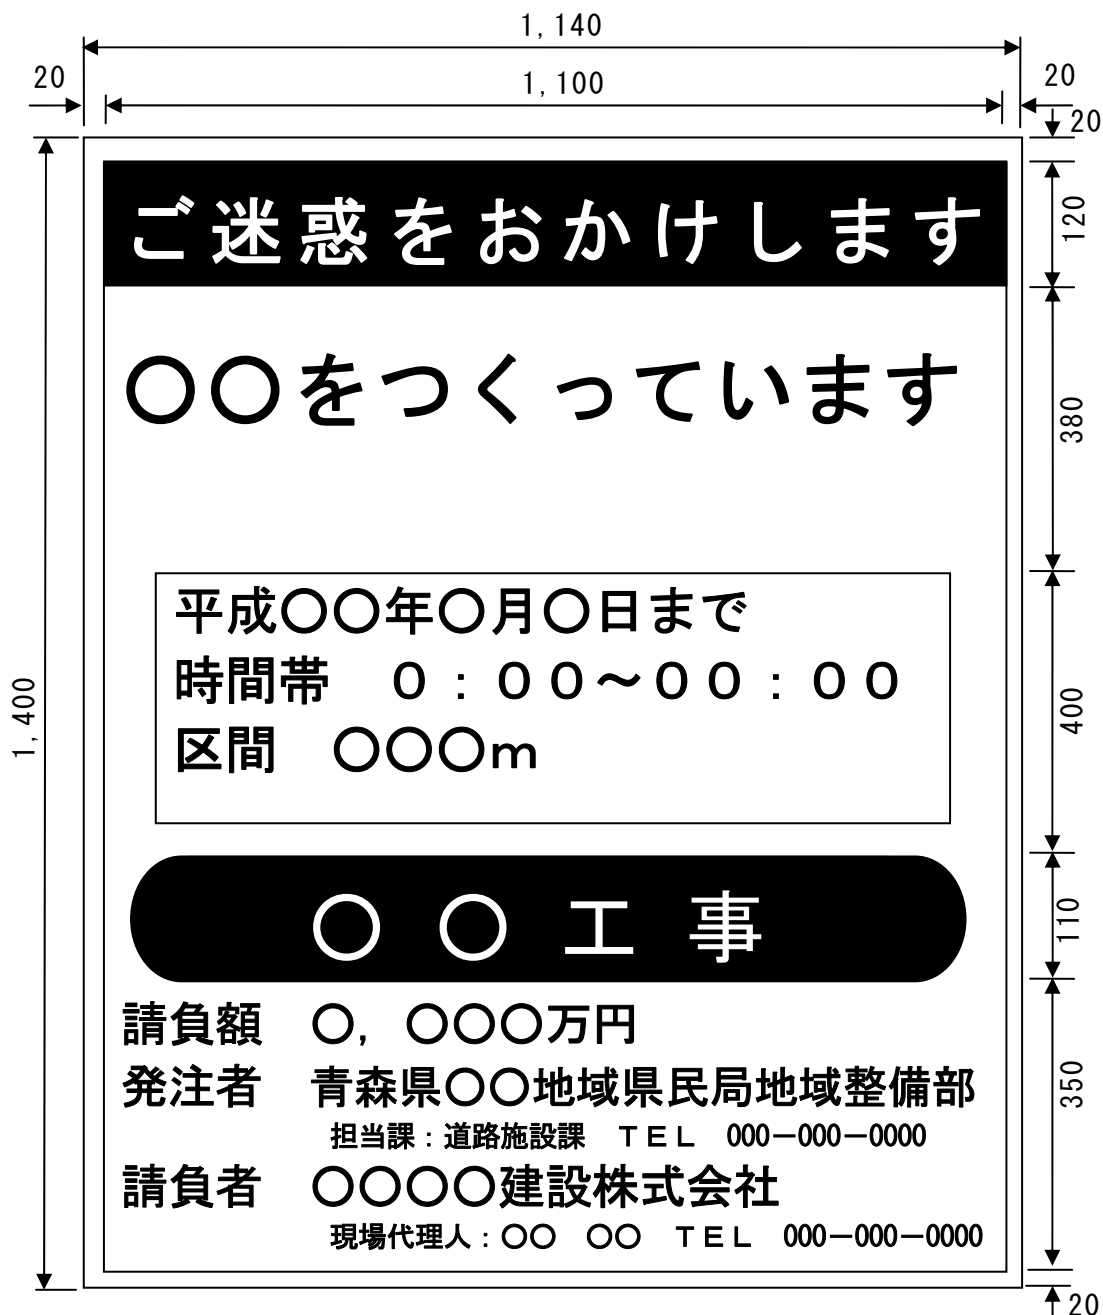 1,140
20
1,100
20
20
ご迷惑をおかけします
120
〇〇をつくっています
380
平成〇〇年〇月〇日まで
時間帯　０：００～００：００
区間　〇〇〇ｍ
400
1,400
〇〇工事
110
請負額　〇，〇〇〇万円
発注者　青森県〇〇地域県民局地域整備部
担当課：道路施設課　ＴＥＬ　000－000－0000
請負者　〇〇〇〇建設株式会社
現場代理人：〇〇　〇〇　ＴＥＬ　000－000－0000
350
20